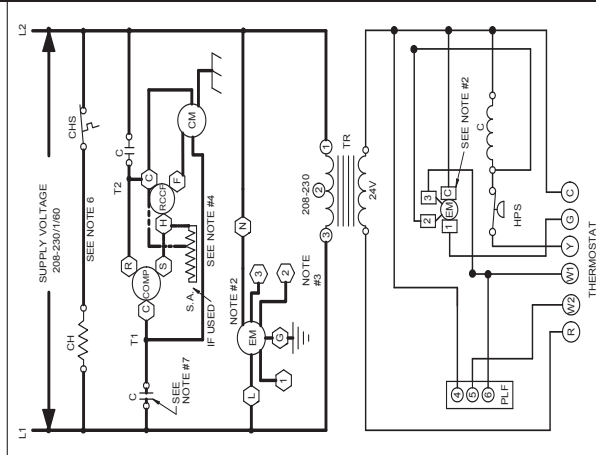 L2
L1
SUPPLY VOLTAGE
208-230/1/60
CHS
SEE NOTE 6
CH
C
T2
R
C
CM
RCCF
F
H
S
COMP
C
S.A.
SEE NOTE #4
IF USED
T1
C
SEE
NOTE #7
NOTE #2
N
3
2
NOTE
#3
EM
G
L
1
208-230
1
2
3
TR
24V
SEE NOTE #2
3
C
2
EM
1
C
HPS
4
5
6
PLF
R
W2
W1
Y
G
C
THERMOSTAT